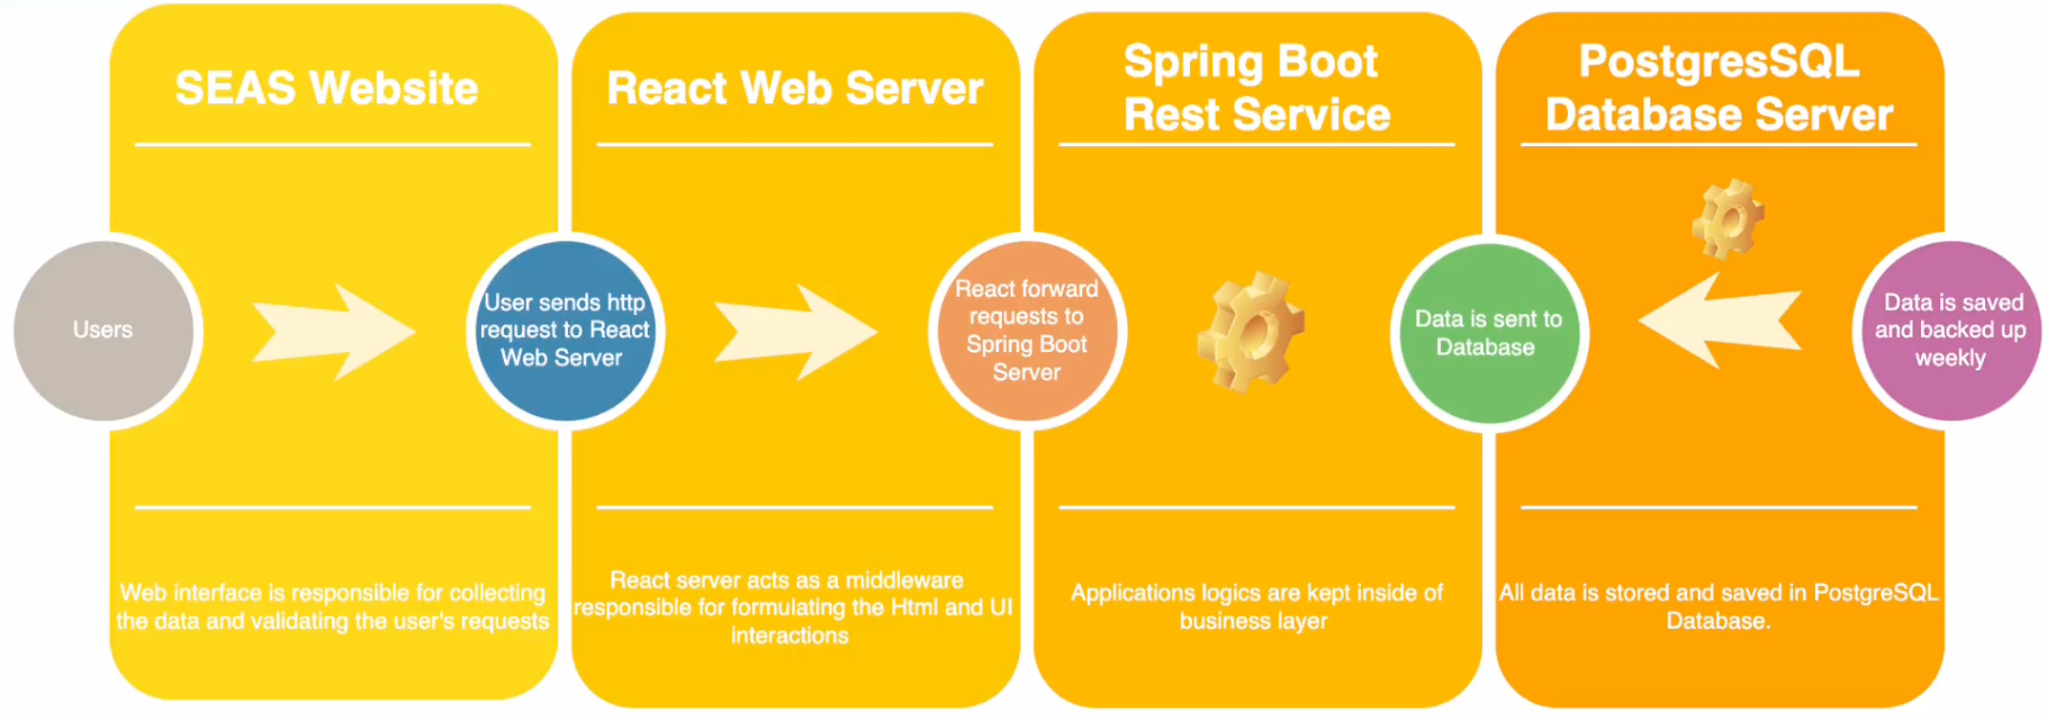 SEAS Website
React Web Server
Spring Boot
Rest Service
PostgresSQL
Database Server
Users
User sends http
request to React
Web Server
React forward
requests to
Spring Boot
Server
Data is sent to
Database
Data is saved
and backed up
weekly
Web interface is responsible for collecting
the data and validating the user's requests
React server acts as a middleware
responsible for formulating the Html and UI
interactions
Applications logics are kept inside of
business layer
All data is stored and saved in PostgreSQL
Database.